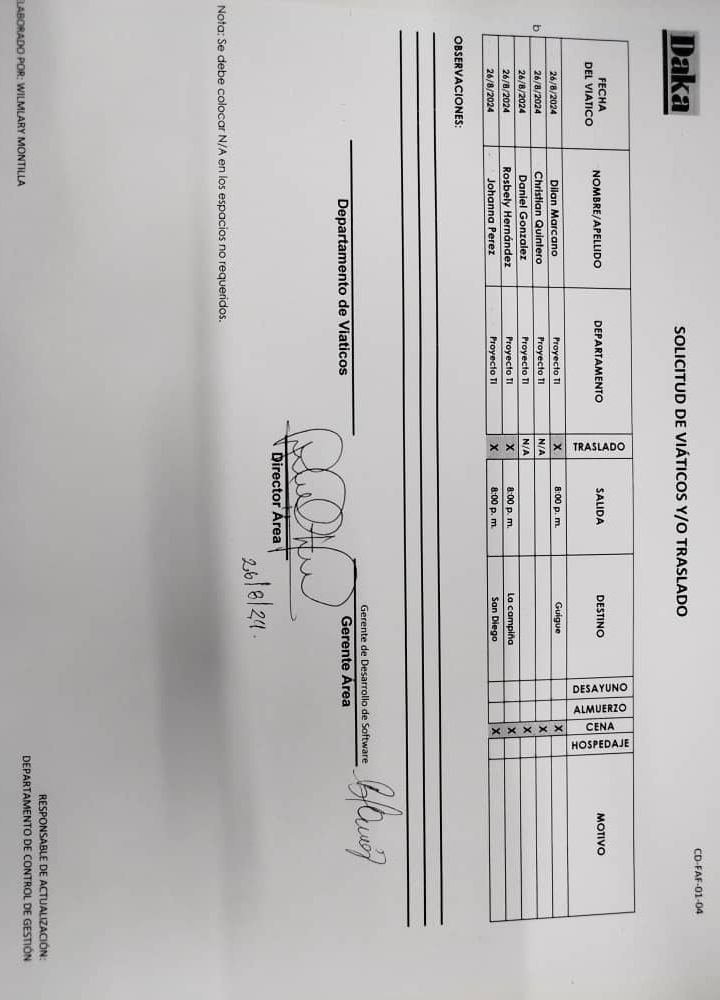 Daka
CD-FAF-01-04
SOLICITUD DE VIÁTICOS Y/O TRASLADO
FECHA DEL VIATICO NOMBRE/APELLIDO DEPARTAMENTO TRASLADO SALIDA DESTINO DESAYUNO ALMUERZO CENA HOSPEDAJE MOTIVO
26/8/2024 Dilan Marcano Proyecto TI X 8:00 p. m. Guigue X
26/8/2024 Christian Quintero Proyecto TI N/A X
b
26/8/2024 Daniel Gonzalez Proyecto TI N/A X
26/8/2024 Rosbely Hernández Proyecto TI X 8:00 p. m. La campiña X
26/8/2024 Johanna Perez Proyecto TI X 8:00 p. m. San Diego X
OBSERVACIONES:
Gerente de Desarrollo de Software
Departamento de Viaticos Gerente Área
Director Área
26/8/24.
Nota: Se debe colocar N/A en los espacios no requeridos.
RESPONSABLE DE ACTUALIZACIÓN:
LABORADO POR: WILMLARY MONTILLA DEPARTAMENTO DE CONTROL DE GESTIÓN